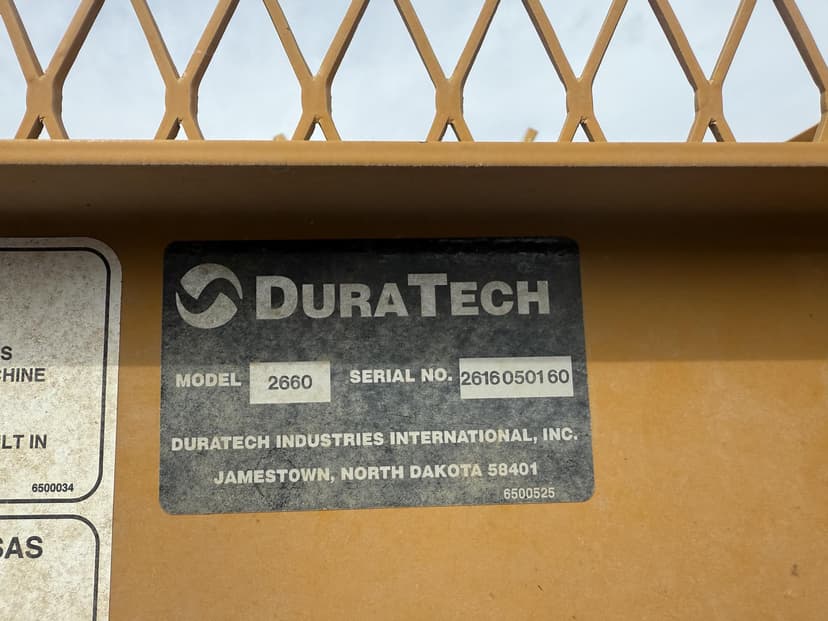 DURATECH
MODEL 2660 SERIAL NO. 2616050160
DURATECH INDUSTRIES INTERNATIONAL, INC.
JAMESTOWN, NORTH DAKOTA 58401
6500525
S
CHINE
LT IN
6500034
SAS